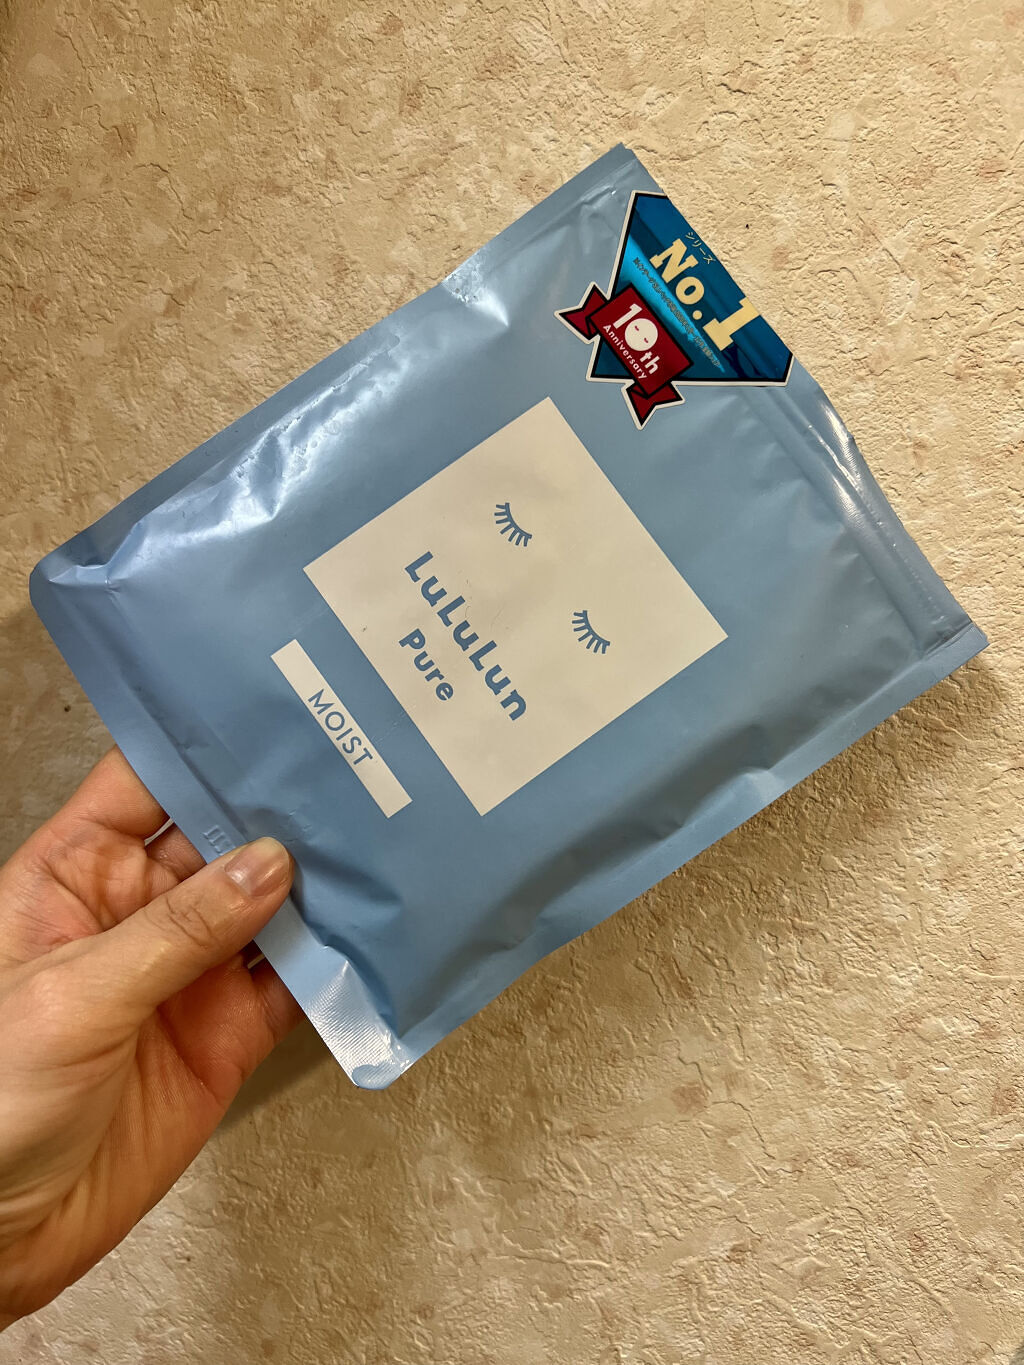 シリーズ
No.1
10th
Anniversary
LuLuLun
Pure
MOIST